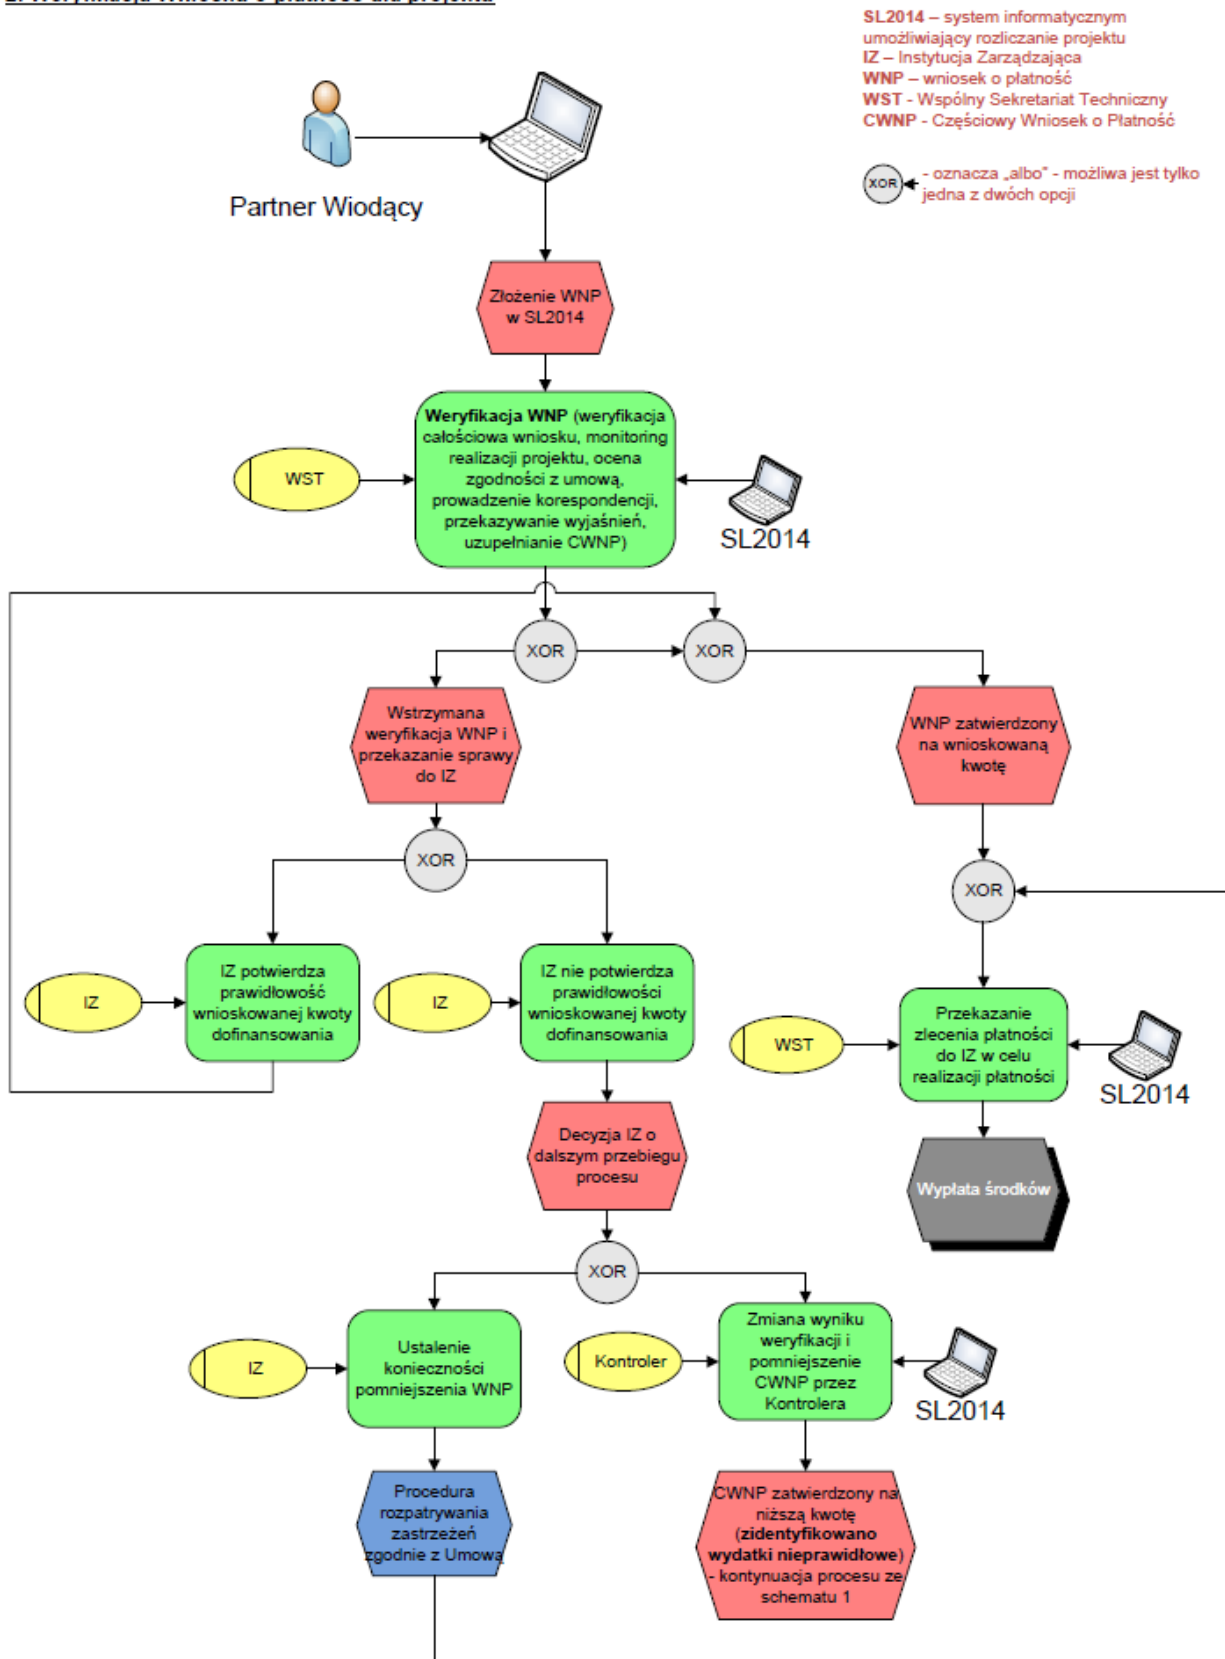 2. Weryfikacja Wniosku o płatność dla projektu
SL2014 – system informatycznym
umożliwiający rozliczanie projektu
IZ – Instytucja Zarządzająca
WNP – wniosek o płatność
WST - Wspólny Sekretariat Techniczny
CWNP - Częściowy Wniosek o Płatność
XOR
- oznacza „albo” - możliwa jest tylko
jedna z dwóch opcji
Partner Wiodący
Złożenie WNP
w SL2014
Weryfikacja WNP (weryfikacja
całościowa wniosku, monitoring
realizacji projektu, ocena
zgodności z umową,
prowadzenie korespondencji,
przekazywanie wyjaśnień,
uzupełnianie CWNP)
WST
SL2014
XOR
XOR
Wstrzymana
weryfikacja WNP i
przekazanie sprawy
do IZ
WNP zatwierdzony
na wnioskowaną
kwotę
XOR
XOR
IZ
IZ potwierdza
prawidłowość
wnioskowanej kwoty
dofinansowania
IZ
IZ nie potwierdza
prawidłowości
wnioskowanej kwoty
dofinansowania
WST
Przekazanie
zlecenia płatności
do IZ w celu
realizacji płatności
SL2014
Decyzja IZ o
dalszym przebiegu
procesu
Wypłata środków
XOR
IZ
Ustalenie
konieczności
pomniejszenia WNP
Kontroler
Zmiana wyniku
weryfikacji i
pomniejszenie
CWNP przez
Kontrolera
SL2014
Procedura
rozpatrywania
zastrzeżeń
zgodnie z Umową
CWNP zatwierdzony na
niższą kwotę
(zidentyfikowano
wydatki nieprawidłowe)
- kontynuacja procesu ze
schematu 1